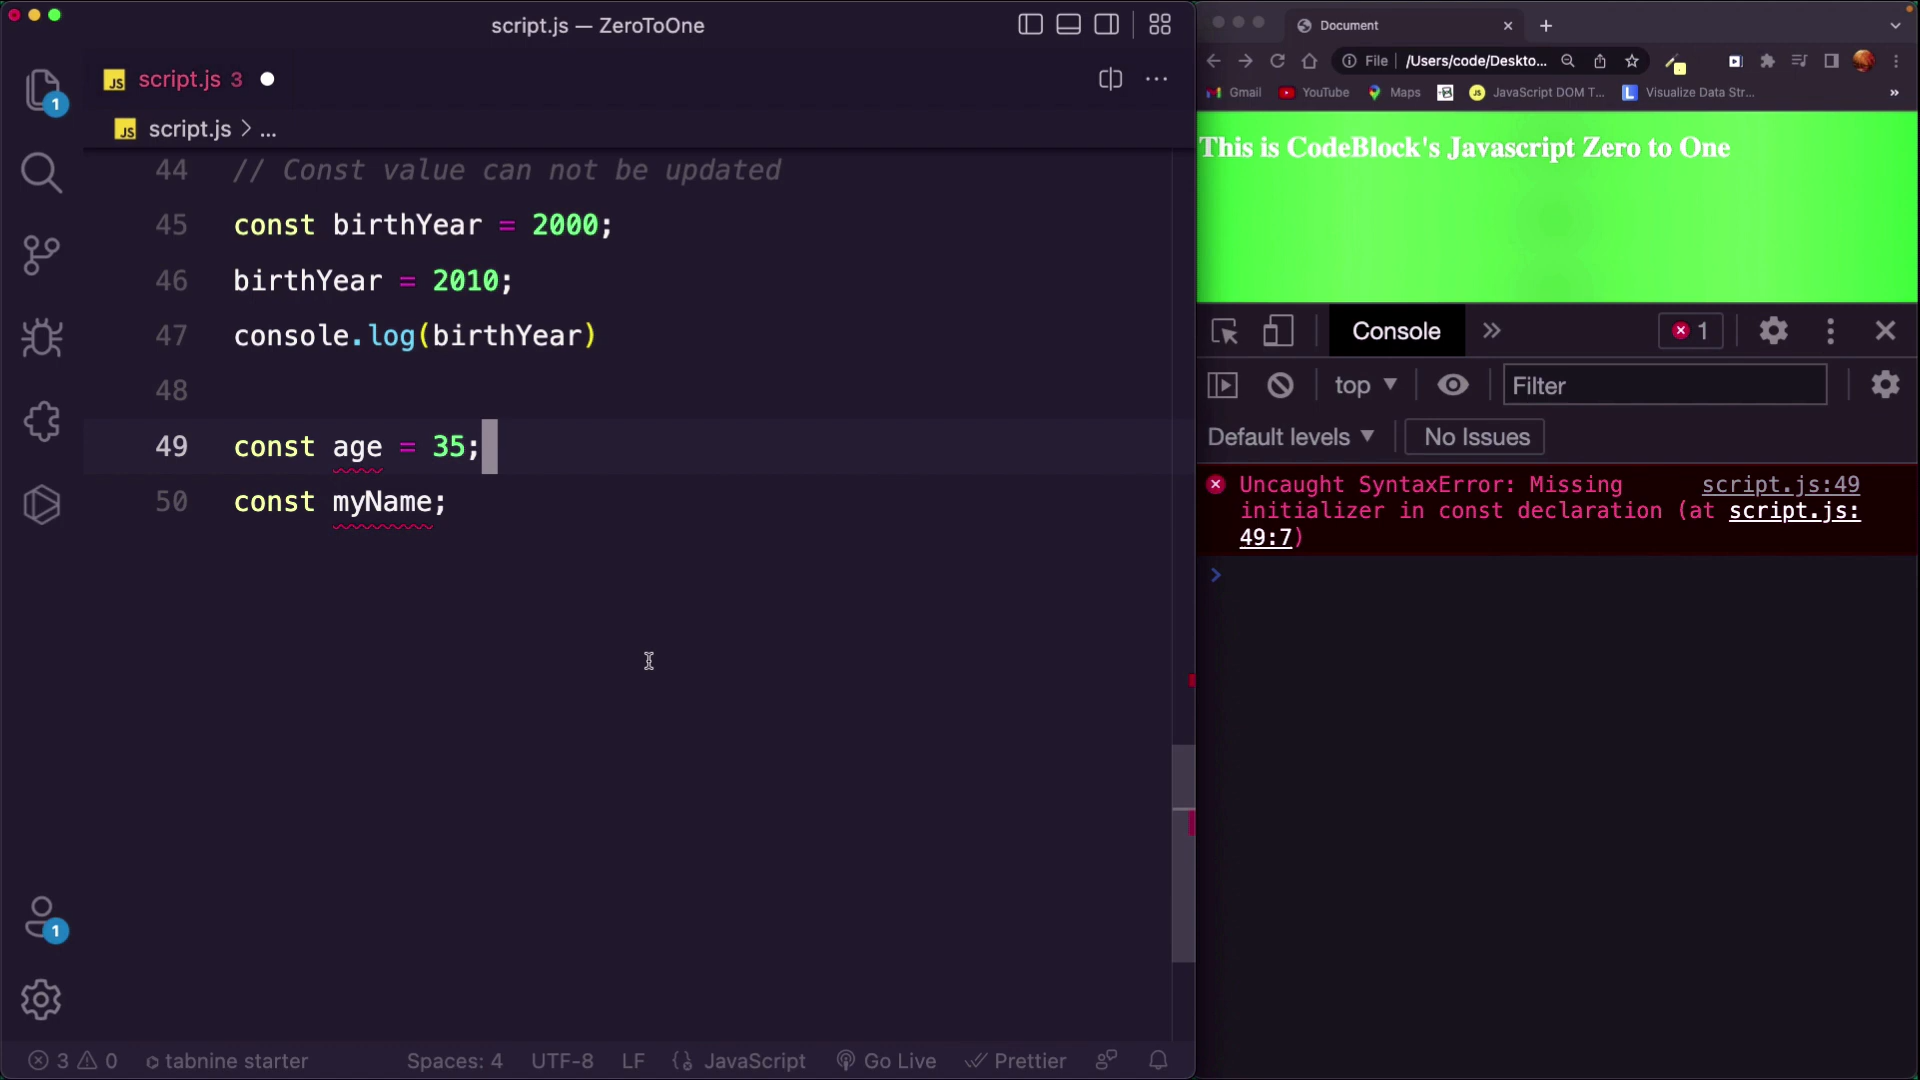 script.js — ZeroToOne
script.js 3
script.js > ...
44 // Const value can not be updated
45 const birthYear = 2000;
46 birthYear = 2010;
47 console.log(birthYear)
48
49 const age = 35;
50 const myName;
1
1
3 0 tabnine starter Spaces: 4 UTF-8 LF JavaScript Go Live Prettier
Document
File /Users/code/Deskto...
Gmail YouTube Maps JavaScript DOM T... Visualize Data Str... »
This is CodeBlock's Javascript Zero to One
Console » 1
top Filter
Default levels No Issues
Uncaught SyntaxError: Missing script.js:49
initializer in const declaration (at script.js:
49:7)